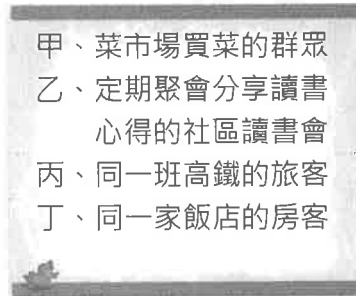 甲、菜市場買菜的群眾
乙、定期聚會分享讀書
心得的社區讀書會
丙、同一班高鐵的旅客
丁、同一家飯店的房客